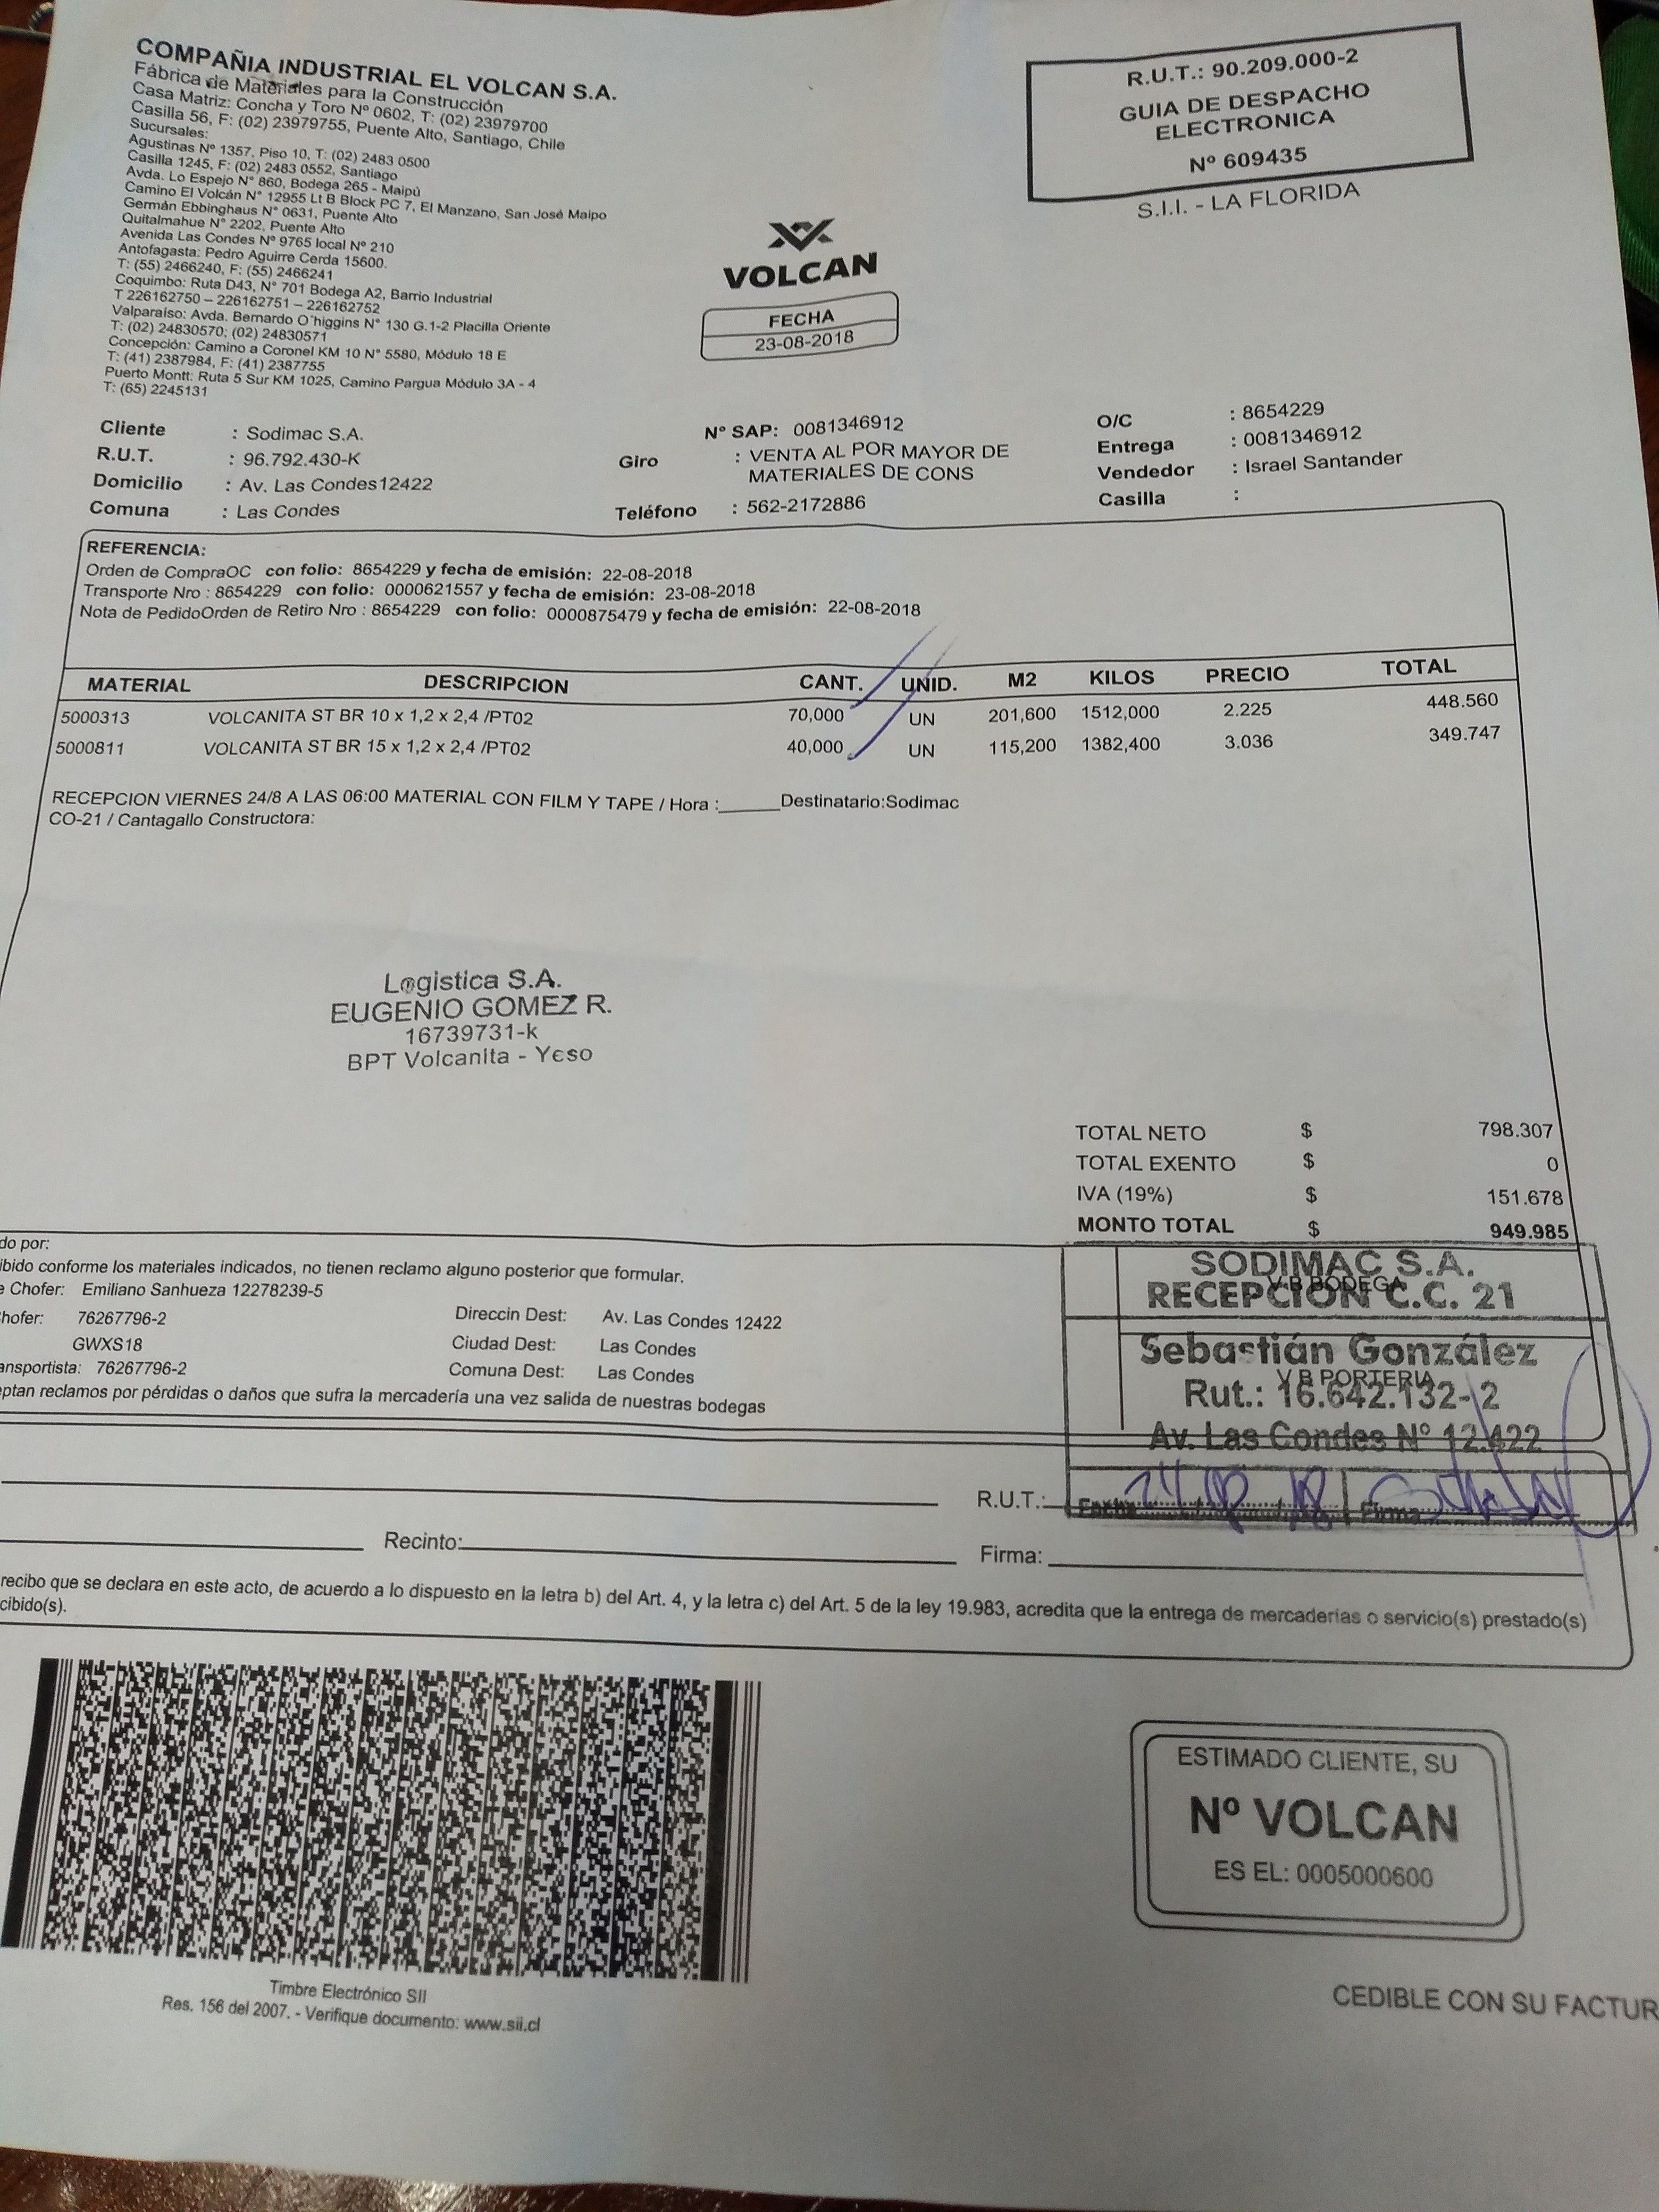 COMPAÑIA INDUSTRIAL EL VOLCAN S.A.
Fábrica de Materiales para la Construcción
Casa Matriz: Concha y Toro Nº 0602, T: (02) 23979700
Casilla 56, F: (02) 23979755, Puente Alto, Santiago, Chile
Sucursales:
Agustinas Nº 1357, Piso 10, T: (02) 2483 0500
Casilla 1245, F: (02) 2483 0552, Santiago
Avda. Lo Espejo N° 860, Bodega 265 - Maipú
Camino El Volcán N° 12955 Lt B Block PC 7, El Manzano, San José Maipo
Germán Ebbinghaus N° 0631, Puente Alto
Quitalmahue N° 2202, Puente Alto
Avenida Las Condes Nº 9765 local Nº 210
Antofagasta: Pedro Aguirre Cerda 15600.
T: (55) 2466240, F: (55) 2466241
Coquimbo: Ruta D43, N° 701 Bodega A2, Barrio Industrial
T 226162750 – 226162751 – 226162752
Valparaíso: Avda. Bernardo O´higgins N° 130 G.1-2 Placilla Oriente
T: (02) 24830570; (02) 24830571
Concepción: Camino a Coronel KM 10 N° 5580, Módulo 18 E
T: (41) 2387984, F: (41) 2387755
Puerto Montt: Ruta 5 Sur KM 1025, Camino Pargua Módulo 3A - 4
T: (65) 2245131
R.U.T.: 90.209.000-2
GUIA DE DESPACHO
ELECTRONICA
Nº 609435
S.I.I. - LA FLORIDA
VOLCAN
FECHA
23-08-2018
Cliente : Sodimac S.A. Nº SAP: 0081346912 O/C : 8654229
R.U.T. : 96.792.430-K Giro : VENTA AL POR MAYOR DE Entrega : 0081346912
MATERIALES DE CONS
Domicilio : Av. Las Condes12422 Vendedor : Israel Santander
Comuna : Las Condes Teléfono : 562-2172886 Casilla :
REFERENCIA:
Orden de CompraOC con folio: 8654229 y fecha de emisión: 22-08-2018
Transporte Nro : 8654229 con folio: 0000621557 y fecha de emisión: 23-08-2018
Nota de PedidoOrden de Retiro Nro : 8654229 con folio: 0000875479 y fecha de emisión: 22-08-2018
MATERIAL DESCRIPCION CANT. UNID. M2 KILOS PRECIO TOTAL
5000313 VOLCANITA ST BR 10 x 1,2 x 2,4 /PT02 70,000 UN 201,600 1512,000 2.225 448.560
5000811 VOLCANITA ST BR 15 x 1,2 x 2,4 /PT02 40,000 UN 115,200 1382,400 3.036 349.747
RECEPCION VIERNES 24/8 A LAS 06:00 MATERIAL CON FILM Y TAPE / Hora :______Destinatario:Sodimac
CO-21 / Cantagallo Constructora:
Logistica S.A.
EUGENIO GOMEZ R.
16739731-k
BPT Volcanita - Yeso
TOTAL NETO $ 798.307
TOTAL EXENTO $ 0
IVA (19%) $ 151.678
MONTO TOTAL $ 949.985
do por:
ibido conforme los materiales indicados, no tienen reclamo alguno posterior que formular.
e Chofer: Emiliano Sanhueza 12278239-5
hofer: 76267796-2 Direccin Dest: Av. Las Condes 12422
GWXS18 Ciudad Dest: Las Condes
ansportista: 76267796-2 Comuna Dest: Las Condes
ptan reclamos por pérdidas o daños que sufra la mercadería una vez salida de nuestras bodegas
SODIMAC S.A.
V B BODEGA
RECEPCIÓN C.C. 21
Sebastián González
V B PORTERIA
Rut.: 16.642.132-2
Av. Las Condes N° 12.422
R.U.T.: Fecha 24 08 18 Firma
Recinto: Firma:
recibo que se declara en este acto, de acuerdo a lo dispuesto en la letra b) del Art. 4, y la letra c) del Art. 5 de la ley 19.983, acredita que la entrega de mercaderías o servicio(s) prestado(s)
cibido(s).
Timbre Electrónico SII
Res. 156 del 2007. - Verifique documento: www.sii.cl
ESTIMADO CLIENTE, SU
Nº VOLCAN
ES EL: 0005000600
CEDIBLE CON SU FACTUR